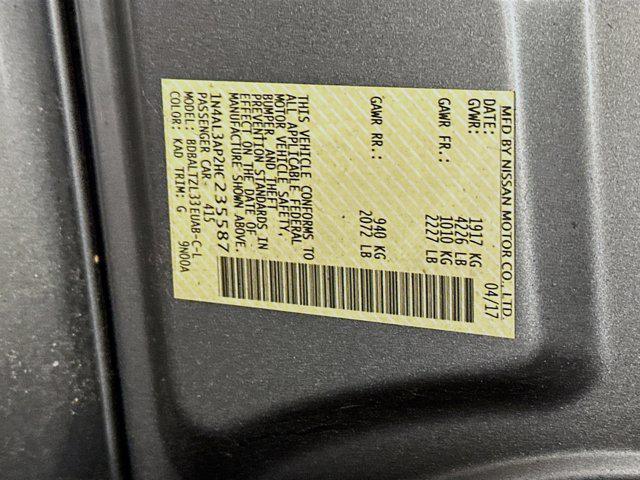 MFD BY NISSAN MOTOR CO., LTD.
DATE: 04/17
GVWR: 1917 KG
4226 LB
GAWR FR.: 1010 KG
2227 LB
GAWR RR.: 940 KG
2072 LB
THIS VEHICLE CONFORMS TO
ALL APPLICABLE FEDERAL
MOTOR VEHICLE SAFETY,
BUMPER, AND THEFT
PREVENTION STANDARDS IN
EFFECT ON THE DATE OF
MANUFACTURE SHOWN ABOVE.
1N4AL3AP2HC235587
PASSENGER CAR 415
MODEL: BDBALTZL33EUAB-C-L
COLOR: KAD TRIM: G 9N00A